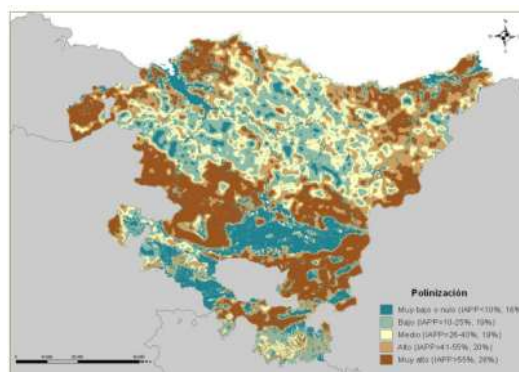 Polinización
Muy bajo o nulo (IAPP<10%, 16%
Bajo (IAPP=10-25%, 19%)
Medio (IAPP=26-40%, 19%)
Alto (IAPP=41-55%, 20%)
Muy alto (IAPP>55%, 26%)